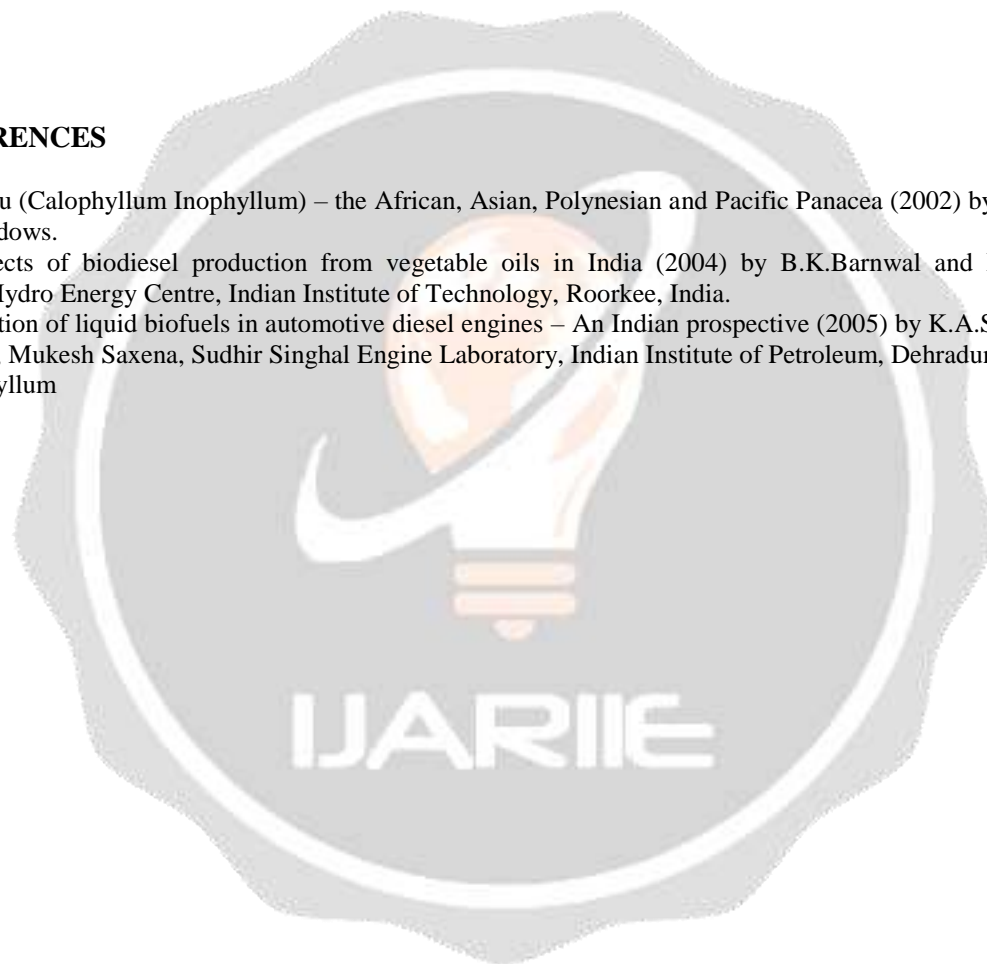 RENCES
u (Calophyllum Inophyllum) – the African, Asian, Polynesian and Pacific Panacea (2002) by
dows.
ects of biodiesel production from vegetable oils in India (2004) by B.K.Barnwal and
Hydro Energy Centre, Indian Institute of Technology, Roorkee, India.
tion of liquid biofuels in automotive diesel engines – An Indian prospective (2005) by K.A.S
, Mukesh Saxena, Sudhir Singhal Engine Laboratory, Indian Institute of Petroleum, Dehradun
yllum
IJARIIE